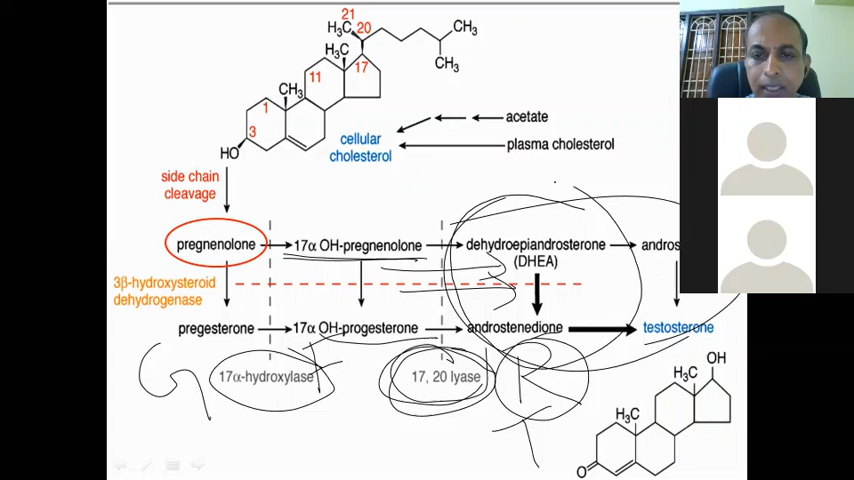 21
H₃C 20 CH₃
H₃C
11 17 CH₃
CH₃
1
3
HO
cellular
cholesterol
acetate
plasma cholesterol
side chain
cleavage
pregnenolone 17α OH-pregnenolone dehydroepiandrosterone andros
(DHEA)
3β-hydroxysteroid
dehydrogenase
pregesterone 17α OH-progesterone androstenedione testosterone
17α-hydroxylase 17, 20 lyase
OH
H₃C
H₃C
O